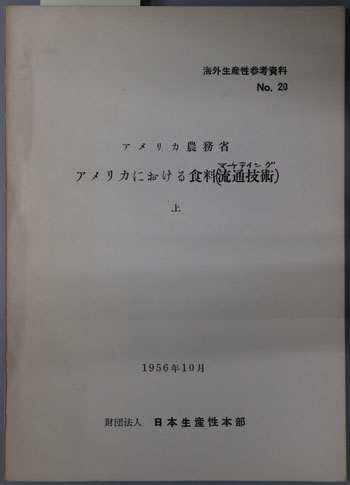 海外生産性参考資料
No. 20
アメリカ農務省
マーケテイング
アメリカにおける食料(流通技術)
上
1956年10月
財団法人 日本生産性本部